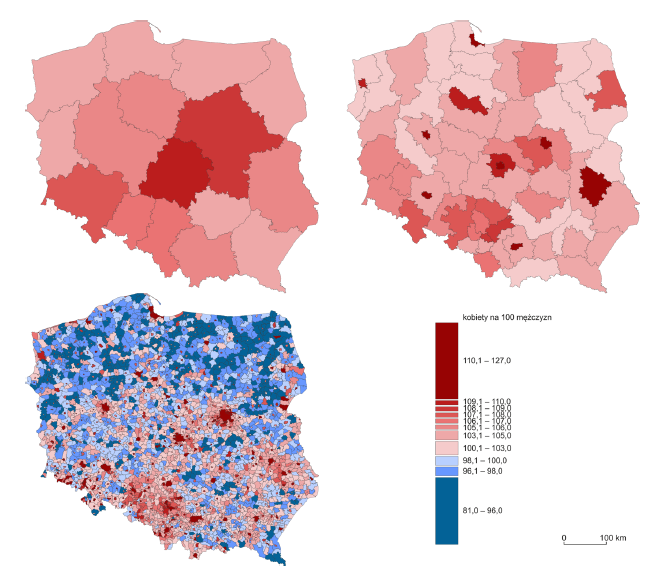 kobiety na 100 mężczyzn
110,1 – 127,0
109,1 – 110,0
108,1 – 109,0
107,1 – 108,0
106,1 – 107,0
105,1 – 106,0
103,1 – 105,0
100,1 – 103,0
98,1 – 100,0
96,1 – 98,0
81,0 – 96,0
0 100 km